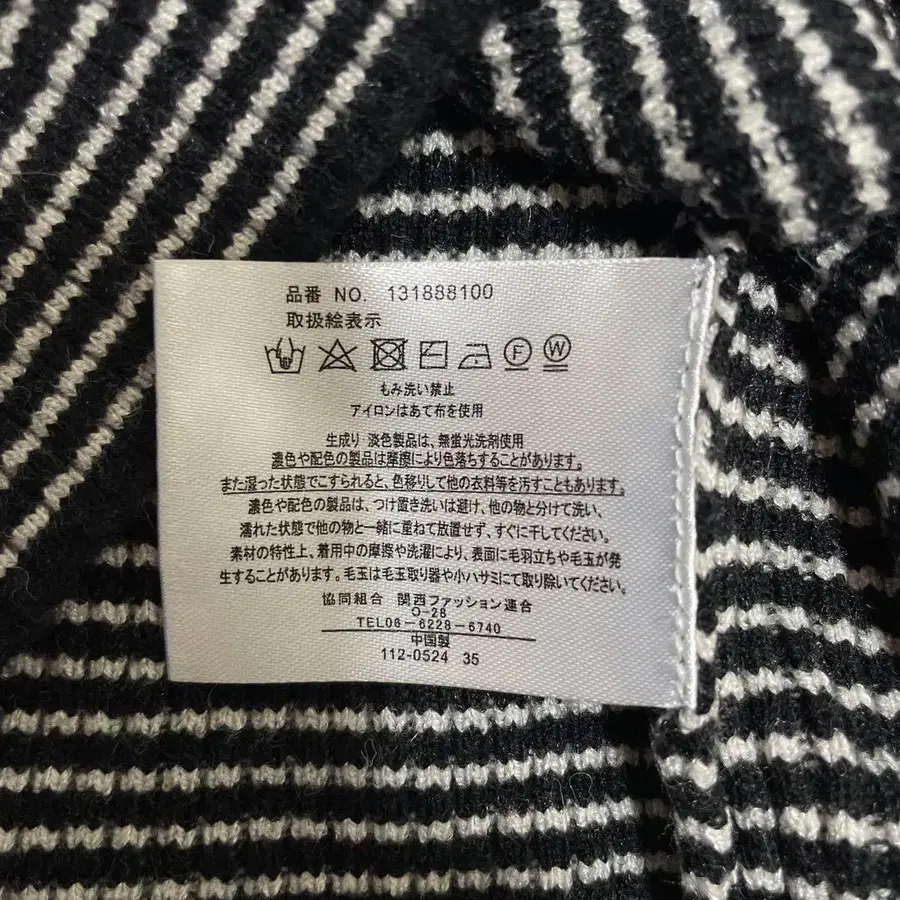 品番 NO. 131888100
取扱絵表示
F W
もみ洗い禁止
アイロンはあて布を使用
生成り 淡色製品は、無蛍光洗剤使用
濃色や配色の製品は摩擦により色落ちすることがあります。
また湿った状態でこすられると、色移りして他の衣料等を汚すこともあります。
濃色や配色の製品は、つけ置き洗いは避け、他の物と分けて洗い、
濡れた状態で他の物と一緒に重ねて放置せず、すぐに干してください。
素材の特性上、着用中の摩擦や洗濯により、表面に毛羽立ちや毛玉が発
生することがあります。毛玉は毛玉取り器や小ハサミにて取り除いてください。
協同組合 関西ファッション連合
O-28
TEL06-6228-6740
中国製
112-0524 35